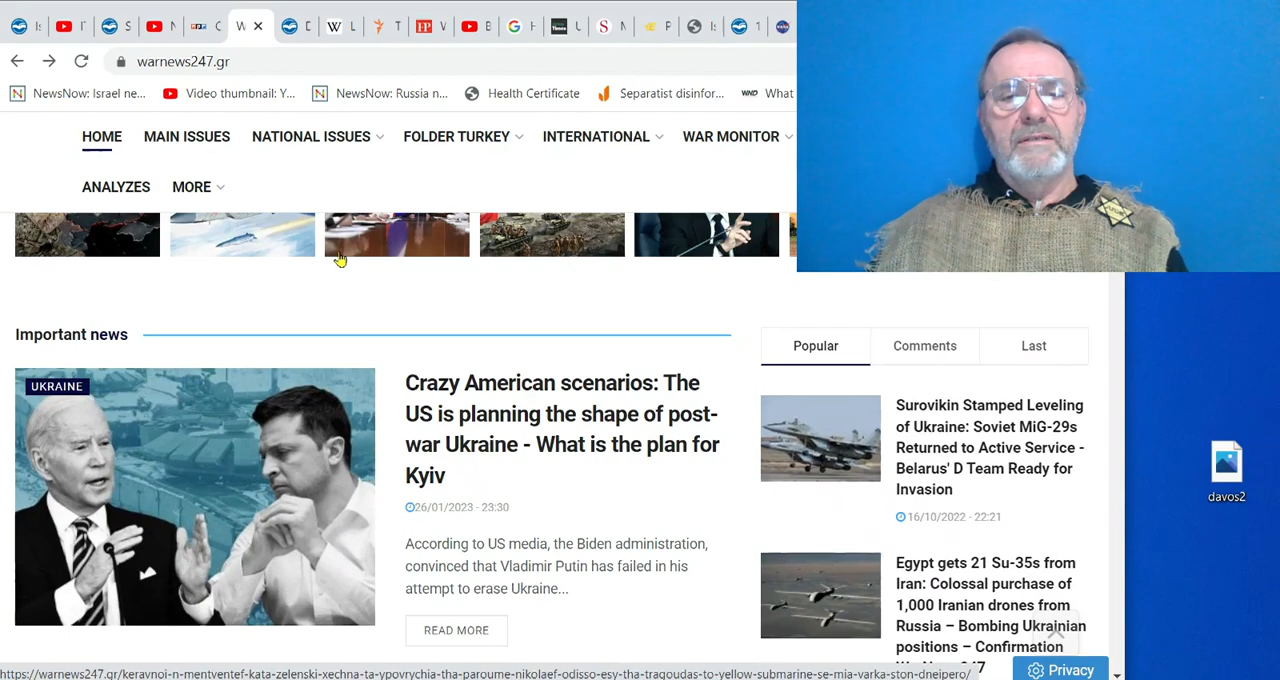 warnews247.gr
NewsNow: Israel ne...
Video thumbnail: Y...
NewsNow: Russia n...
Health Certificate
Separatist disinfor...
WND What
HOME
MAIN ISSUES
NATIONAL ISSUES
FOLDER TURKEY
INTERNATIONAL
WAR MONITOR
ANALYZES
MORE
Important news
UKRAINE
Crazy American scenarios: The
US is planning the shape of post-
war Ukraine - What is the plan for
Kyiv
26/01/2023 - 23:30
According to US media, the Biden administration,
convinced that Vladimir Putin has failed in his
attempt to erase Ukraine...
READ MORE
Popular
Comments
Last
Surovikin Stamped Leveling
of Ukraine: Soviet MiG-29s
Returned to Active Service -
Belarus' D Team Ready for
Invasion
16/10/2022 - 22:21
Egypt gets 21 Su-35s from
Iran: Colossal purchase of
1,000 Iranian drones from
Russia – Bombing Ukrainian
positions – Confirmation
Privacy
davos2
https://warnews247.gr/keravnoi-n-mentventef-kata-zelenski-xechna-ta-ypovrychia-tha-paroume-nikolaef-odisso-esy-tha-tragoudas-to-yellow-submarine-se-mia-varka-ston-dneipero/